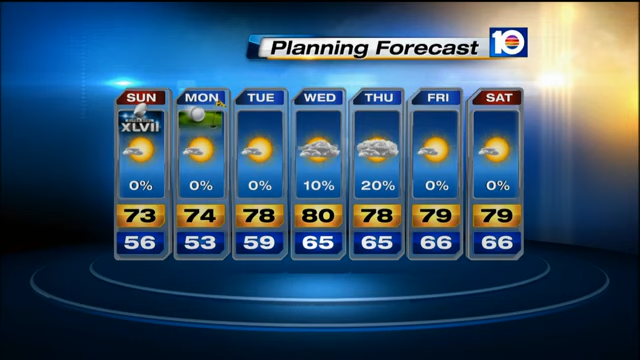 Planning Forecast 10
SUN MON TUE WED THU FRI SAT
XLVII
0% 0% 0% 10% 20% 0% 0%
73 74 78 80 78 79 79
56 53 59 65 65 66 66